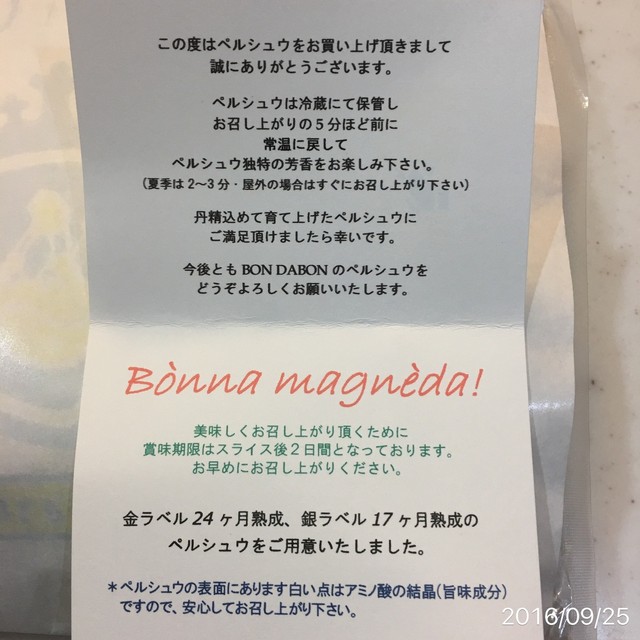 この度はペルシュウをお買い上げ頂きまして
誠にありがとうございます。
ペルシュウは冷蔵にて保管し
お召し上がりの５分ほど前に
常温に戻して
ペルシュウ独特の芳香をお楽しみ下さい。
（夏季は２〜３分・屋外の場合はすぐにお召し上がり下さい）
丹精込めて育て上げたペルシュウに
ご満足頂けましたら幸いです。
今後とも BON DABON のペルシュウを
どうぞよろしくお願いいたします。
Bònna magnèda!
美味しくお召し上がり頂くために
賞味期限はスライス後２日間となっております。
お早めにお召し上がりください。
金ラベル 24 ヶ月熟成、銀ラベル 17 ヶ月熟成の
ペルシュウをご用意いたしました。
＊ペルシュウの表面にあります白い点はアミノ酸の結晶（旨味成分）
ですので、安心してお召し上がり下さい。
2016/09/25